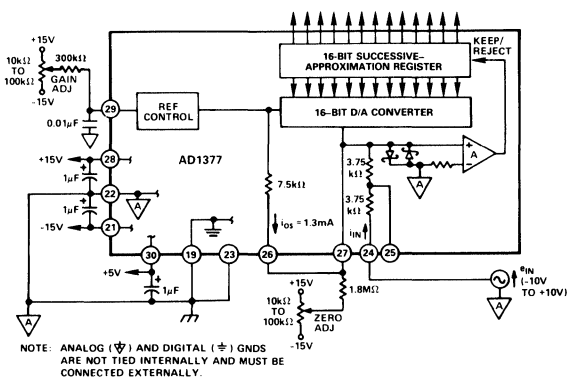 +15V
10kΩ
TO
100kΩ
300kΩ
GAIN
ADJ
-15V
0.01μF
29
REF
CONTROL
16-BIT SUCCESSIVE-
APPROXIMATION REGISTER
KEEP/
REJECT
16-BIT D/A CONVERTER
AD1377
+15V
28
+
1μF
22
A
+
1μF
-15V
21
7.5kΩ
iOS = 1.3mA
3.75
kΩ
3.75
kΩ
iIN
+
-
A
A
30
19
23
26
27
24
25
+5V
+
1μF
+15V
10kΩ
TO
100kΩ
-15V
ZERO
ADJ
1.8MΩ
eIN
(-10V
TO +10V)
A
A
NOTE: ANALOG (A) AND DIGITAL (⏚) GNDS
ARE NOT TIED INTERNALLY AND MUST BE
CONNECTED EXTERNALLY.